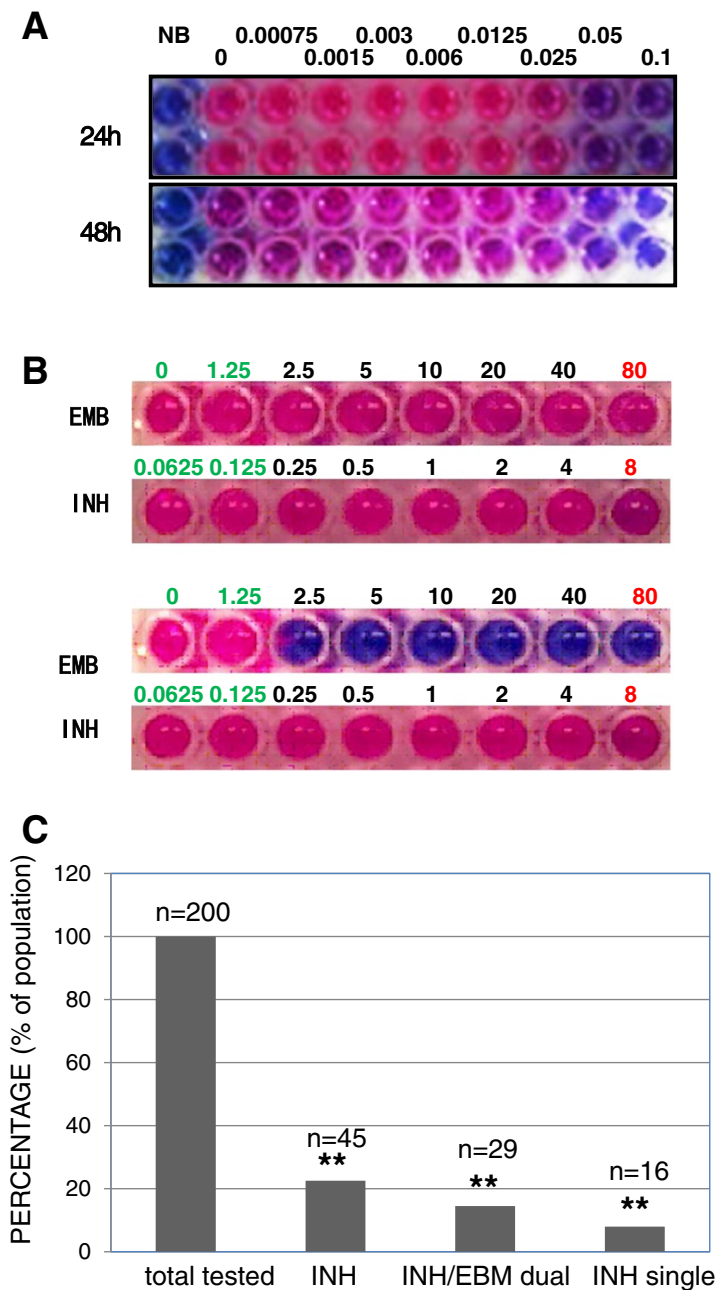 A
NB 0.00075 0.003 0.0125 0.05
0 0.0015 0.006 0.025 0.1
24h
48h
B
0 1.25 2.5 5 10 20 40 80
EMB
0.0625 0.125 0.25 0.5 1 2 4 8
INH
0 1.25 2.5 5 10 20 40 80
EMB
0.0625 0.125 0.25 0.5 1 2 4 8
INH
C
PERCENTAGE (% of population)
120
100
80
60
40
20
0
n=200
n=45
**
n=29
**
n=16
**
total tested INH INH/EBM dual INH single